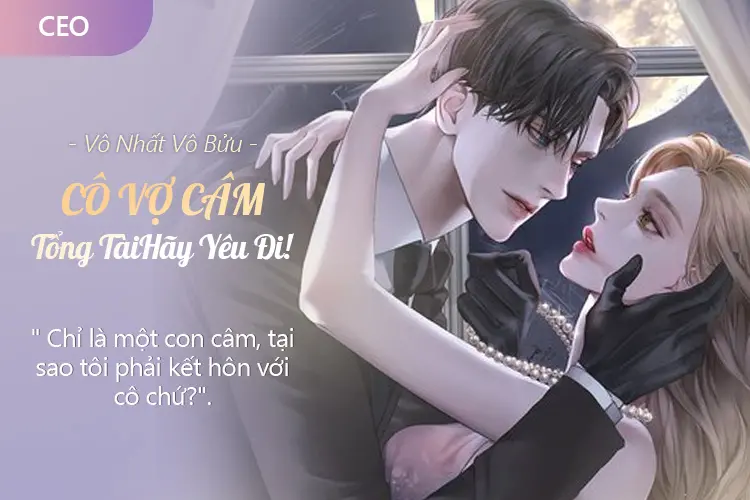 CEO
- Vô Nhất Vô Bửu -
CÔ VỢ CÂM
Tổng TàiHãy Yêu Đi!
" Chỉ là một con câm, tại
sao tôi phải kết hôn với
cô chứ?".